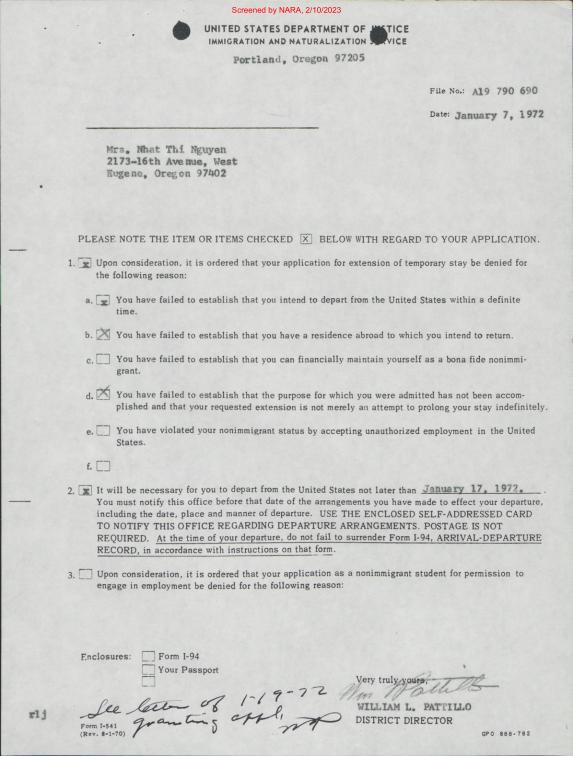 Screened by NARA, 2/10/2023
UNITED STATES DEPARTMENT OF JUSTICE
IMMIGRATION AND NATURALIZATION SERVICE
Portland, Oregon 97205
File No.: A19 790 690
Date: January 7, 1972
Mrs. Nhat Thi Nguyen
2173-16th Avenue, West
Eugene, Oregon 97402
PLEASE NOTE THE ITEM OR ITEMS CHECKED X BELOW WITH REGARD TO YOUR APPLICATION.
1. x Upon consideration, it is ordered that your application for extension of temporary stay be denied for
the following reason:
a. x You have failed to establish that you intend to depart from the United States within a definite
time.
b. X You have failed to establish that you have a residence abroad to which you intend to return.
c. You have failed to establish that you can financially maintain yourself as a bona fide nonimmi-
grant.
d. X You have failed to establish that the purpose for which you were admitted has not been accom-
plished and that your requested extension is not merely an attempt to prolong your stay indefinitely.
e. You have violated your nonimmigrant status by accepting unauthorized employment in the United
States.
f.
2. x It will be necessary for you to depart from the United States not later than January 17, 1972.
You must notify this office before that date of the arrangements you have made to effect your departure,
including the date, place and manner of departure. USE THE ENCLOSED SELF-ADDRESSED CARD
TO NOTIFY THIS OFFICE REGARDING DEPARTURE ARRANGEMENTS. POSTAGE IS NOT
REQUIRED. At the time of your departure, do not fail to surrender Form I-94, ARRIVAL-DEPARTURE
RECORD, in accordance with instructions on that form.
3. Upon consideration, it is ordered that your application as a nonimmigrant student for permission to
engage in employment be denied for the following reason:
Enclosures: Form I-94
Your Passport
Very truly yours,
Wm Pattillo
WILLIAM L. PATTILLO
DISTRICT DIRECTOR
See letter of 1-19-72
granting appl.
rlj
Form I-541
(Rev. 8-1-70)
GPO 888-782